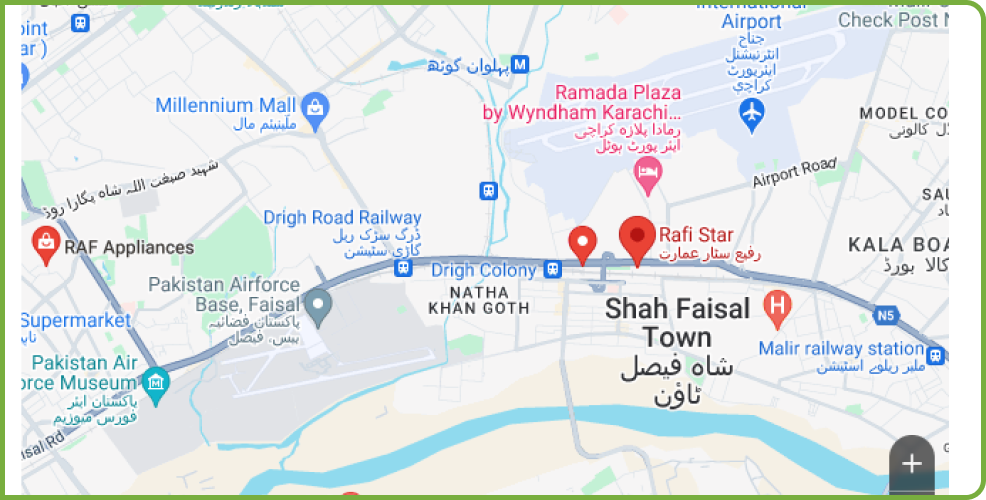 International
Airport
جناح
انٹرنیشنل
ایئرپورٹ
کراچی
Check Post N
oint
ar )
پہلوان گوٹھ
M
Ramada Plaza
by Wyndham Karachi...
رمادا پلازہ کراچی
ایئر پورٹ ہوٹل
Millennium Mall
ملینیئم مال
MODEL CO
ڈل کالونی
شہید صبغت اللہ شاہ پگارا روڈ
Airport Road
SAU
Drigh Road Railway
ڈرگ سڑک ریل
گاڑی سٹیشن
RAF Appliances
Rafi Star
رفیع سٹار عمارت
KALA BOA
کالا بورڈ
Drigh Colony
Pakistan Airforce
Base, Faisal
پاکستان فضائیہ
بیس، فیصل
NATHA
KHAN GOTH
Shah Faisal
Town
شاہ فیصل
ٹاؤن
H
N5
Supermarket
Malir railway station
ملیر ریلوے اسٹیشن
Pakistan Air
orce Museum
پاکستان ایئر
فورس میوزیم
isal Rd
+